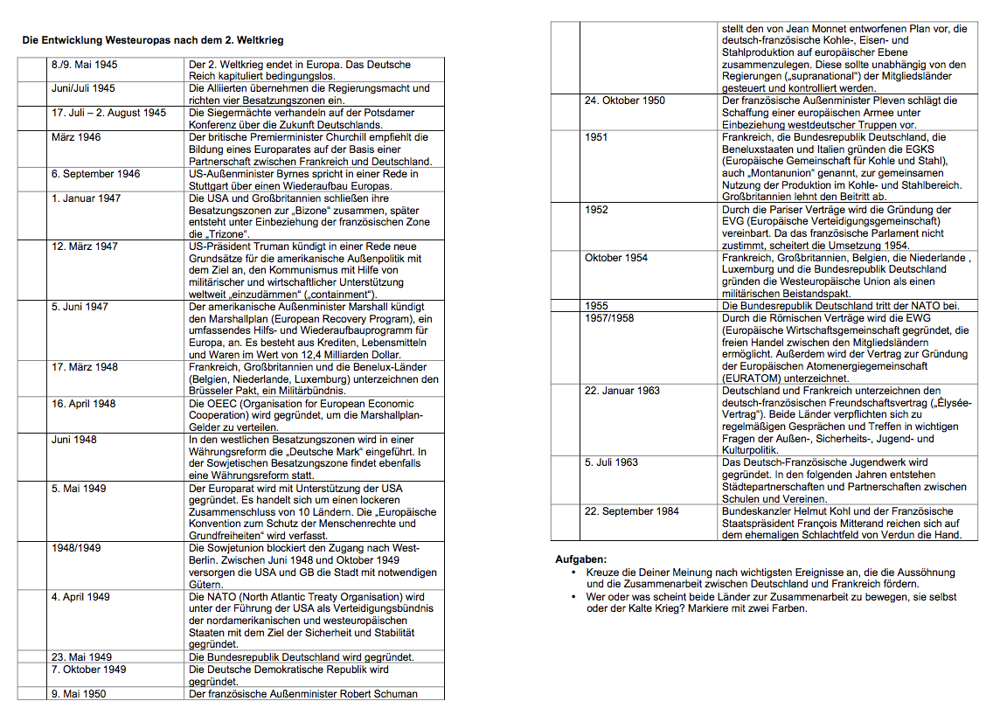 Die Entwicklung Westeuropas nach dem 2. Weltkrieg
8./9. Mai 1945 Der 2. Weltkrieg endet in Europa. Das Deutsche
Reich kapituliert bedingungslos.
Juni/Juli 1945 Die Alliierten übernehmen die Regierungsmacht und
richten vier Besatzungszonen ein.
17. Juli – 2. August 1945 Die Siegermächte verhandeln auf der Potsdamer
Konferenz über die Zukunft Deutschlands.
März 1946 Der britische Premierminister Churchill empfiehlt die
Bildung eines Europarates auf der Basis einer
Partnerschaft zwischen Frankreich und Deutschland.
6. September 1946 US-Außenminister Byrnes spricht in einer Rede in
Stuttgart über einen Wiederaufbau Europas.
1. Januar 1947 Die USA und Großbritannien schließen ihre
Besatzungszonen zur „Bizone“ zusammen, später
entsteht unter Einbeziehung der französischen Zone
die „Trizone“.
12. März 1947 US-Präsident Truman kündigt in einer Rede neue
Grundsätze für die amerikanische Außenpolitik mit
dem Ziel an, den Kommunismus mit Hilfe von
militärischer und wirtschaftlicher Unterstützung
weltweit „einzudämmen“ („containment“).
5. Juni 1947 Der amerikanische Außenminister Marshall kündigt
den Marshallplan (European Recovery Program), ein
umfassendes Hilfs- und Wiederaufbauprogramm für
Europa, an. Es besteht aus Krediten, Lebensmitteln
und Waren im Wert von 12,4 Milliarden Dollar.
17. März 1948 Frankreich, Großbritannien und die Benelux-Länder
(Belgien, Niederlande, Luxemburg) unterzeichnen den
Brüsseler Pakt, ein Militärbündnis.
16. April 1948 Die OEEC (Organisation for European Economic
Cooperation) wird gegründet, um die Marshallplan-
Gelder zu verteilen.
Juni 1948 In den westlichen Besatzungszonen wird in einer
Währungsreform die „Deutsche Mark“ eingeführt. In
der Sowjetischen Besatzungszone findet ebenfalls
eine Währungsreform statt.
5. Mai 1949 Der Europarat wird mit Unterstützung der USA
gegründet. Es handelt sich um einen lockeren
Zusammenschluss von 10 Ländern. Die „Europäische
Konvention zum Schutz der Menschenrechte und
Grundfreiheiten“ wird verfasst.
1948/1949 Die Sowjetunion blockiert den Zugang nach West-
Berlin. Zwischen Juni 1948 und Oktober 1949
versorgen die USA und GB die Stadt mit notwendigen
Gütern.
4. April 1949 Die NATO (North Atlantic Treaty Organisation) wird
unter der Führung der USA als Verteidigungsbündnis
der nordamerikanischen und westeuropäischen
Staaten mit dem Ziel der Sicherheit und Stabilität
gegründet.
23. Mai 1949 Die Bundesrepublik Deutschland wird gegründet.
7. Oktober 1949 Die Deutsche Demokratische Republik wird
gegründet.
9. Mai 1950 Der französische Außenminister Robert Schuman
stellt den von Jean Monnet entworfenen Plan vor, die
deutsch-französische Kohle-, Eisen- und
Stahlproduktion auf europäischer Ebene
zusammenzulegen. Diese sollte unabhängig von den
Regierungen („supranational“) der Mitgliedsländer
gesteuert und kontrolliert werden.
24. Oktober 1950 Der französische Außenminister Pleven schlägt die
Schaffung einer europäischen Armee unter
Einbeziehung westdeutscher Truppen vor.
1951 Frankreich, die Bundesrepublik Deutschland, die
Beneluxstaaten und Italien gründen die EGKS
(Europäische Gemeinschaft für Kohle und Stahl),
auch „Montanunion“ genannt, zur gemeinsamen
Nutzung der Produktion im Kohle- und Stahlbereich.
Großbritannien lehnt den Beitritt ab.
1952 Durch die Pariser Verträge wird die Gründung der
EVG (Europäische Verteidigungsgemeinschaft)
vereinbart. Da das französische Parlament nicht
zustimmt, scheitert die Umsetzung 1954.
Oktober 1954 Frankreich, Großbritannien, Belgien, die Niederlande ,
Luxemburg und die Bundesrepublik Deutschland
gründen die Westeuropäische Union als einen
militärischen Beistandspakt.
1955 Die Bundesrepublik Deutschland tritt der NATO bei.
1957/1958 Durch die Römischen Verträge wird die EWG
(Europäische Wirtschaftsgemeinschaft gegründet, die
freien Handel zwischen den Mitgliedsländern
ermöglicht. Außerdem wird der Vertrag zur Gründung
der Europäischen Atomenergiegemeinschaft
(EURATOM) unterzeichnet.
22. Januar 1963 Deutschland und Frankreich unterzeichnen den
deutsch-französischen Freundschaftsvertrag („Élysée-
Vertrag“). Beide Länder verpflichten sich zu
regelmäßigen Gesprächen und Treffen in wichtigen
Fragen der Außen-, Sicherheits-, Jugend- und
Kulturpolitik.
5. Juli 1963 Das Deutsch-Französische Jugendwerk wird
gegründet. In den folgenden Jahren entstehen
Städtepartnerschaften und Partnerschaften zwischen
Schulen und Vereinen.
22. September 1984 Bundeskanzler Helmut Kohl und der Französische
Staatspräsident François Mitterand reichen sich auf
dem ehemaligen Schlachtfeld von Verdun die Hand.
Aufgaben:
• Kreuze die Deiner Meinung nach wichtigsten Ereignisse an, die die Aussöhnung
und die Zusammenarbeit zwischen Deutschland und Frankreich fördern.
• Wer oder was scheint beide Länder zur Zusammenarbeit zu bewegen, sie selbst
oder der Kalte Krieg? Markiere mit zwei Farben.